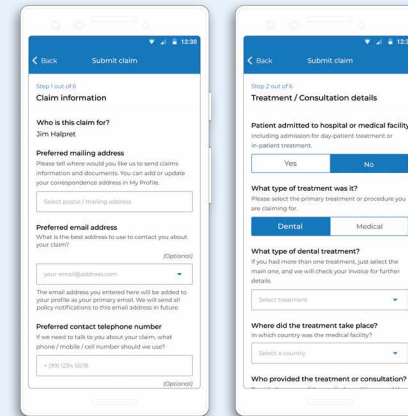 12:30
Back
Submit claim
Step 1 out of 6
Claim information
Who is this claim for?
Jim Halpret
Preferred mailing address
Please tell where would you like us to send claims
information and documents. You can add or update
your correspondence address in My Profile.
Select postal / mailing address
Preferred email address
What is the best address to use to contact you about
your claim?
(Optional)
your-email@address.com
The email address you entered here will be added to
your profile as your primary email. We will send all
policy notifications to this email address in future.
Preferred contact telephone number
If we need to talk to you about your claim, what
phone / mobile / cell number should we use?
+ (99) 1234 5678
(Optional)
12:3
Back
Submit claim
Step 2 out of 6
Treatment / Consultation details
Patient admitted to hospital or medical facility
Including admission for day-patient treatment or
in-patient treatment.
Yes
No
What type of treatment was it?
Please select the primary treatment or procedure you
are claiming for.
Dental
Medical
What type of dental treatment?
If you had more than one treatment, just select the
main one, and we will check your invoice for further
details.
Select treatment
Where did the treatment take place?
In which country was the medical facility?
Select a country
Who provided the treatment or consultation?